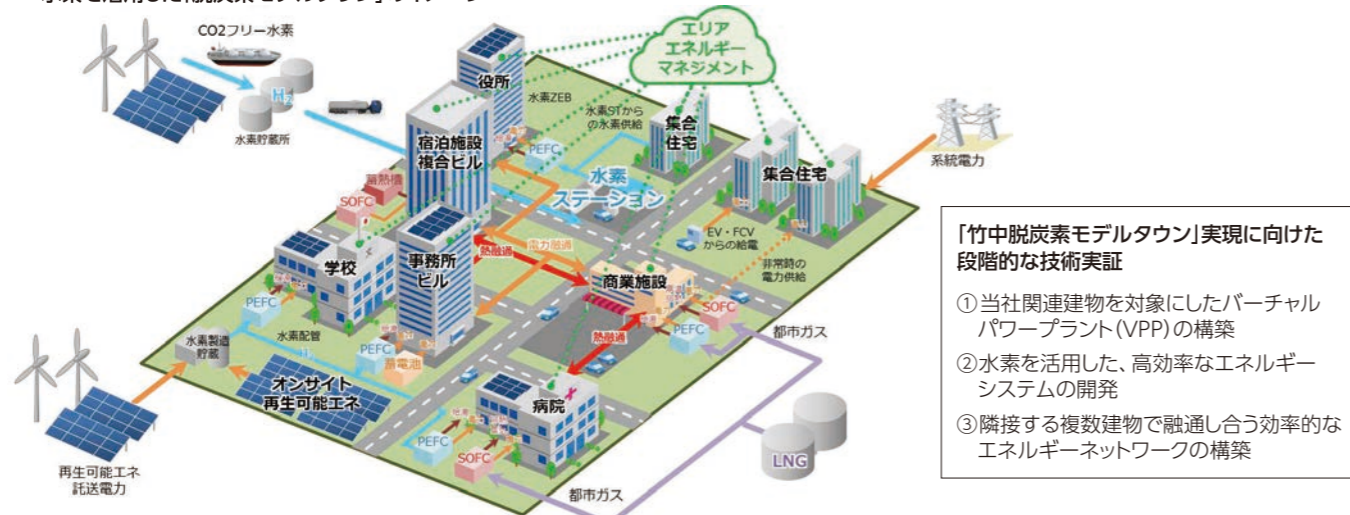 CO2フリー水素
H2
水素貯蔵所
役所
水素ZEB
エリア
エネルギー
マネジメント
水素STから
の水素供給
集合
住宅
集合住宅
系統電力
宿泊施設
複合ビル
PEFC
水素
ステーション
蓄熱槽
SOFC
学校
事務所
ビル
熱融通
電力融通
EV・FCV
からの給電
商業施設
非常時の
電力供給
SOFC
PEFC
都市ガス
熱融通
PEFC
水素配管
水素製造
貯蔵
PEFC
蓄電池
オンサイト
再生可能エネ
病院
PEFC
SOFC
LNG
都市ガス
再生可能エネ
託送電力
「竹中脱炭素モデルタウン」実現に向けた
段階的な技術実証
①当社関連建物を対象にしたバーチャル
パワープラント(VPP)の構築
②水素を活用した、高効率なエネルギー
システムの開発
③隣接する複数建物で融通し合う効率的な
エネルギーネットワークの構築